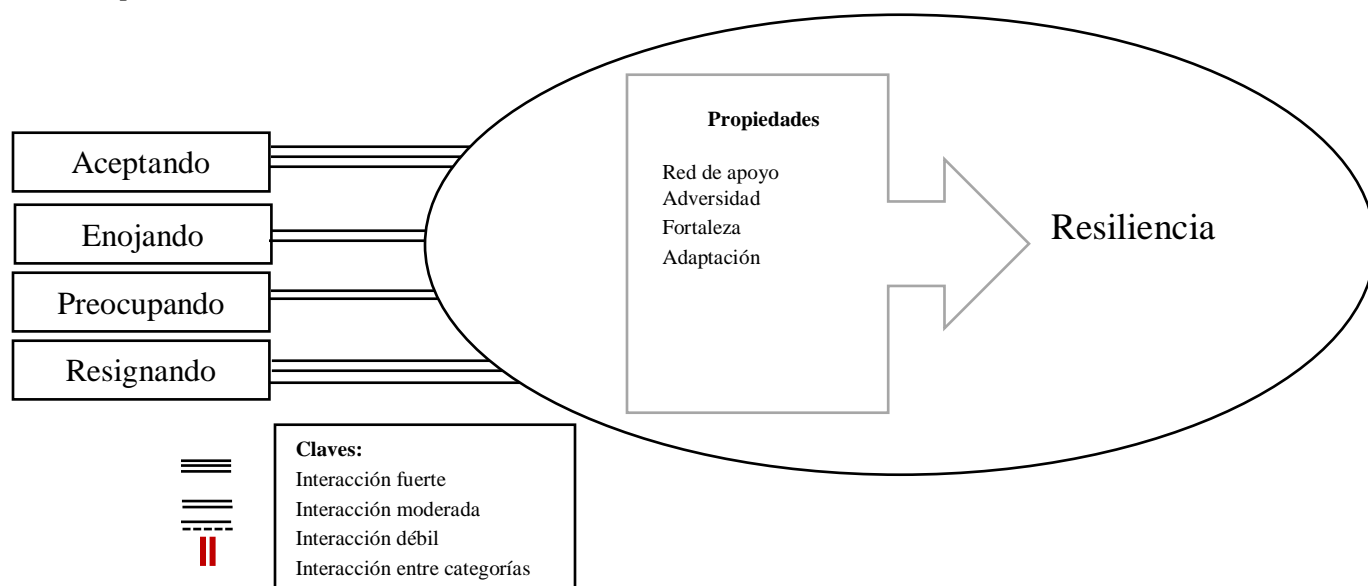 Aceptando
Enojando
Preocupando
Resignando
Propiedades
Red de apoyo
Adversidad
Fortaleza
Adaptación
Resiliencia
Claves:
Interacción fuerte
Interacción moderada
Interacción débil
Interacción entre categorías